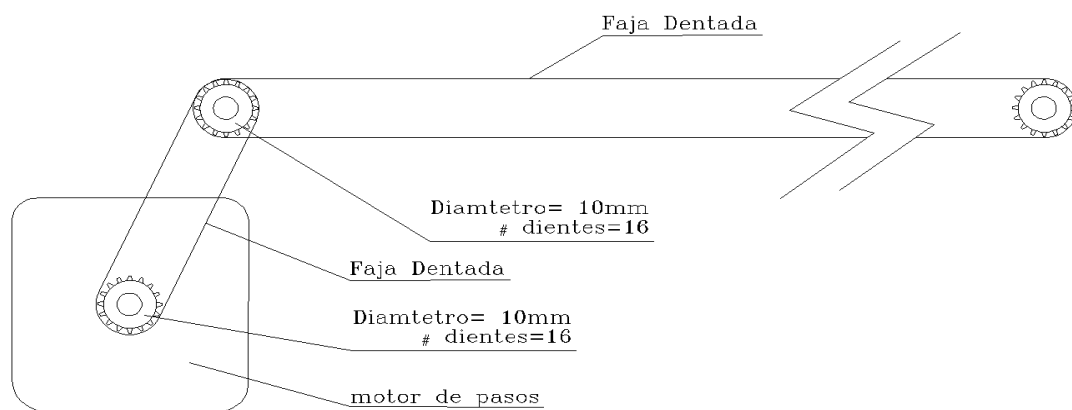 Faja Dentada
Diamtetro= 10mm
# dientes=16
Faja Dentada
Diamtetro= 10mm
# dientes=16
motor de pasos